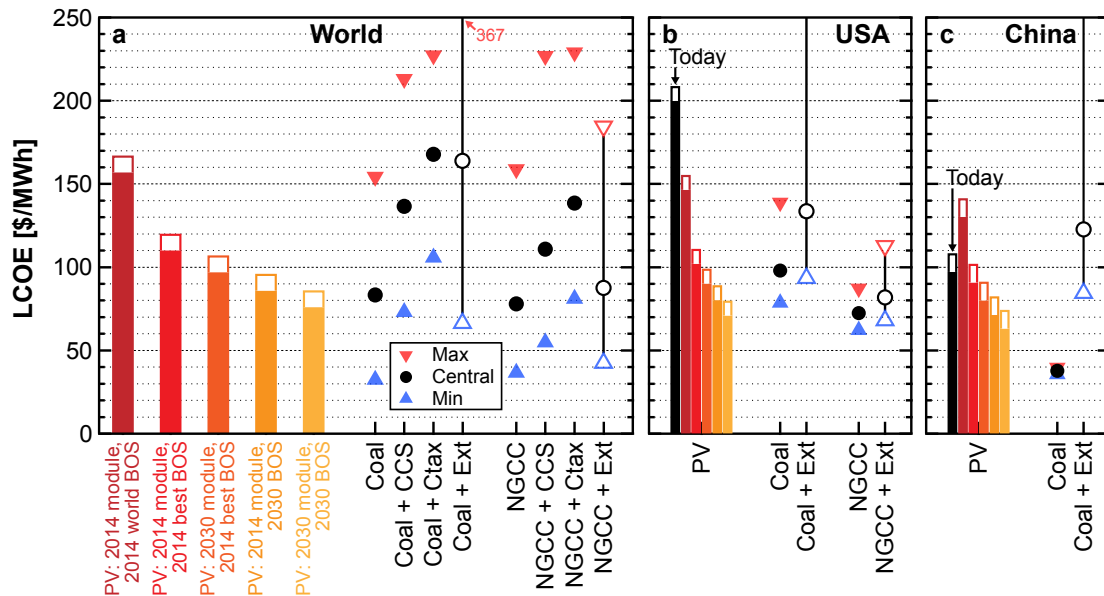 a
World
b
USA
c
China
367
Today
Today
LCOE [$/MWh]
250
200
150
100
50
0
Max
Central
Min
PV: 2014 module,
2014 world BOS
PV: 2014 module,
2014 best BOS
PV: 2030 module,
2014 best BOS
PV: 2014 module,
2030 BOS
PV: 2030 module,
2030 BOS
Coal
Coal + CCS
Coal + Ctax
Coal + Ext
NGCC
NGCC + CCS
NGCC + Ctax
NGCC + Ext
PV
Coal
Coal + Ext
NGCC
NGCC + Ext
PV
Coal
Coal + Ext